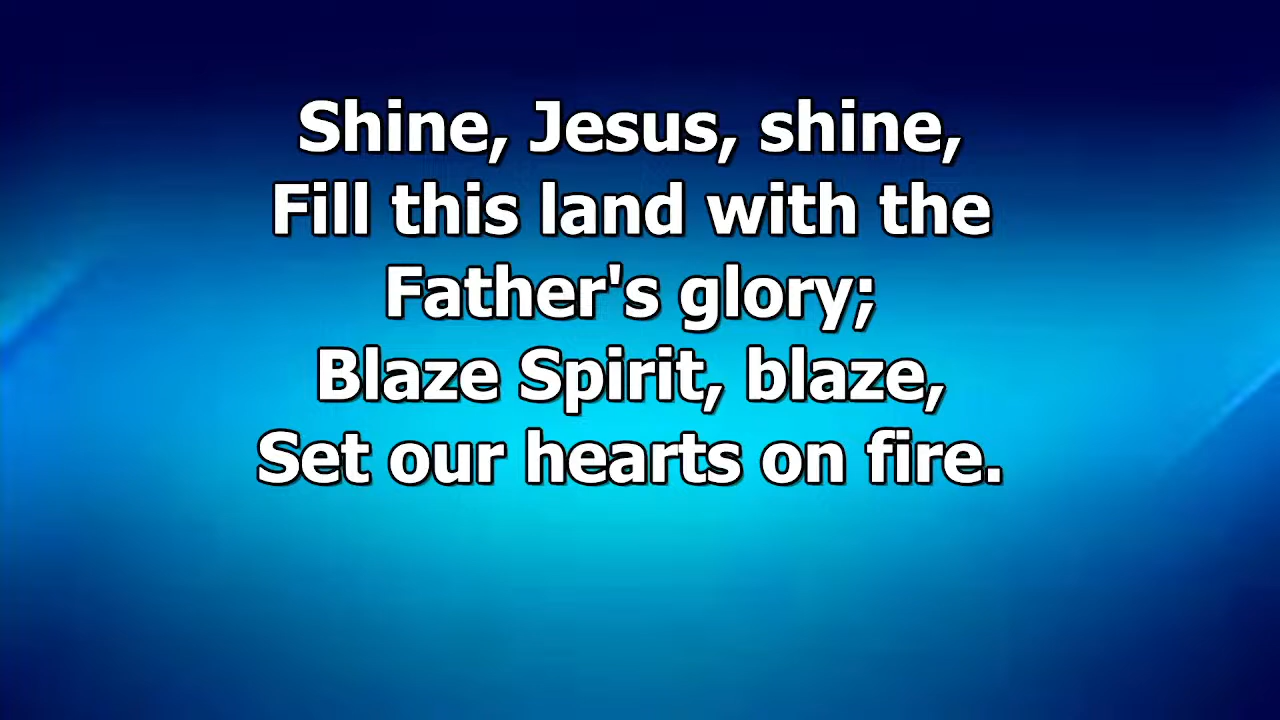 Shine, Jesus, shine,
Fill this land with the
Father's glory;
Blaze Spirit, blaze,
Set our hearts on fire.